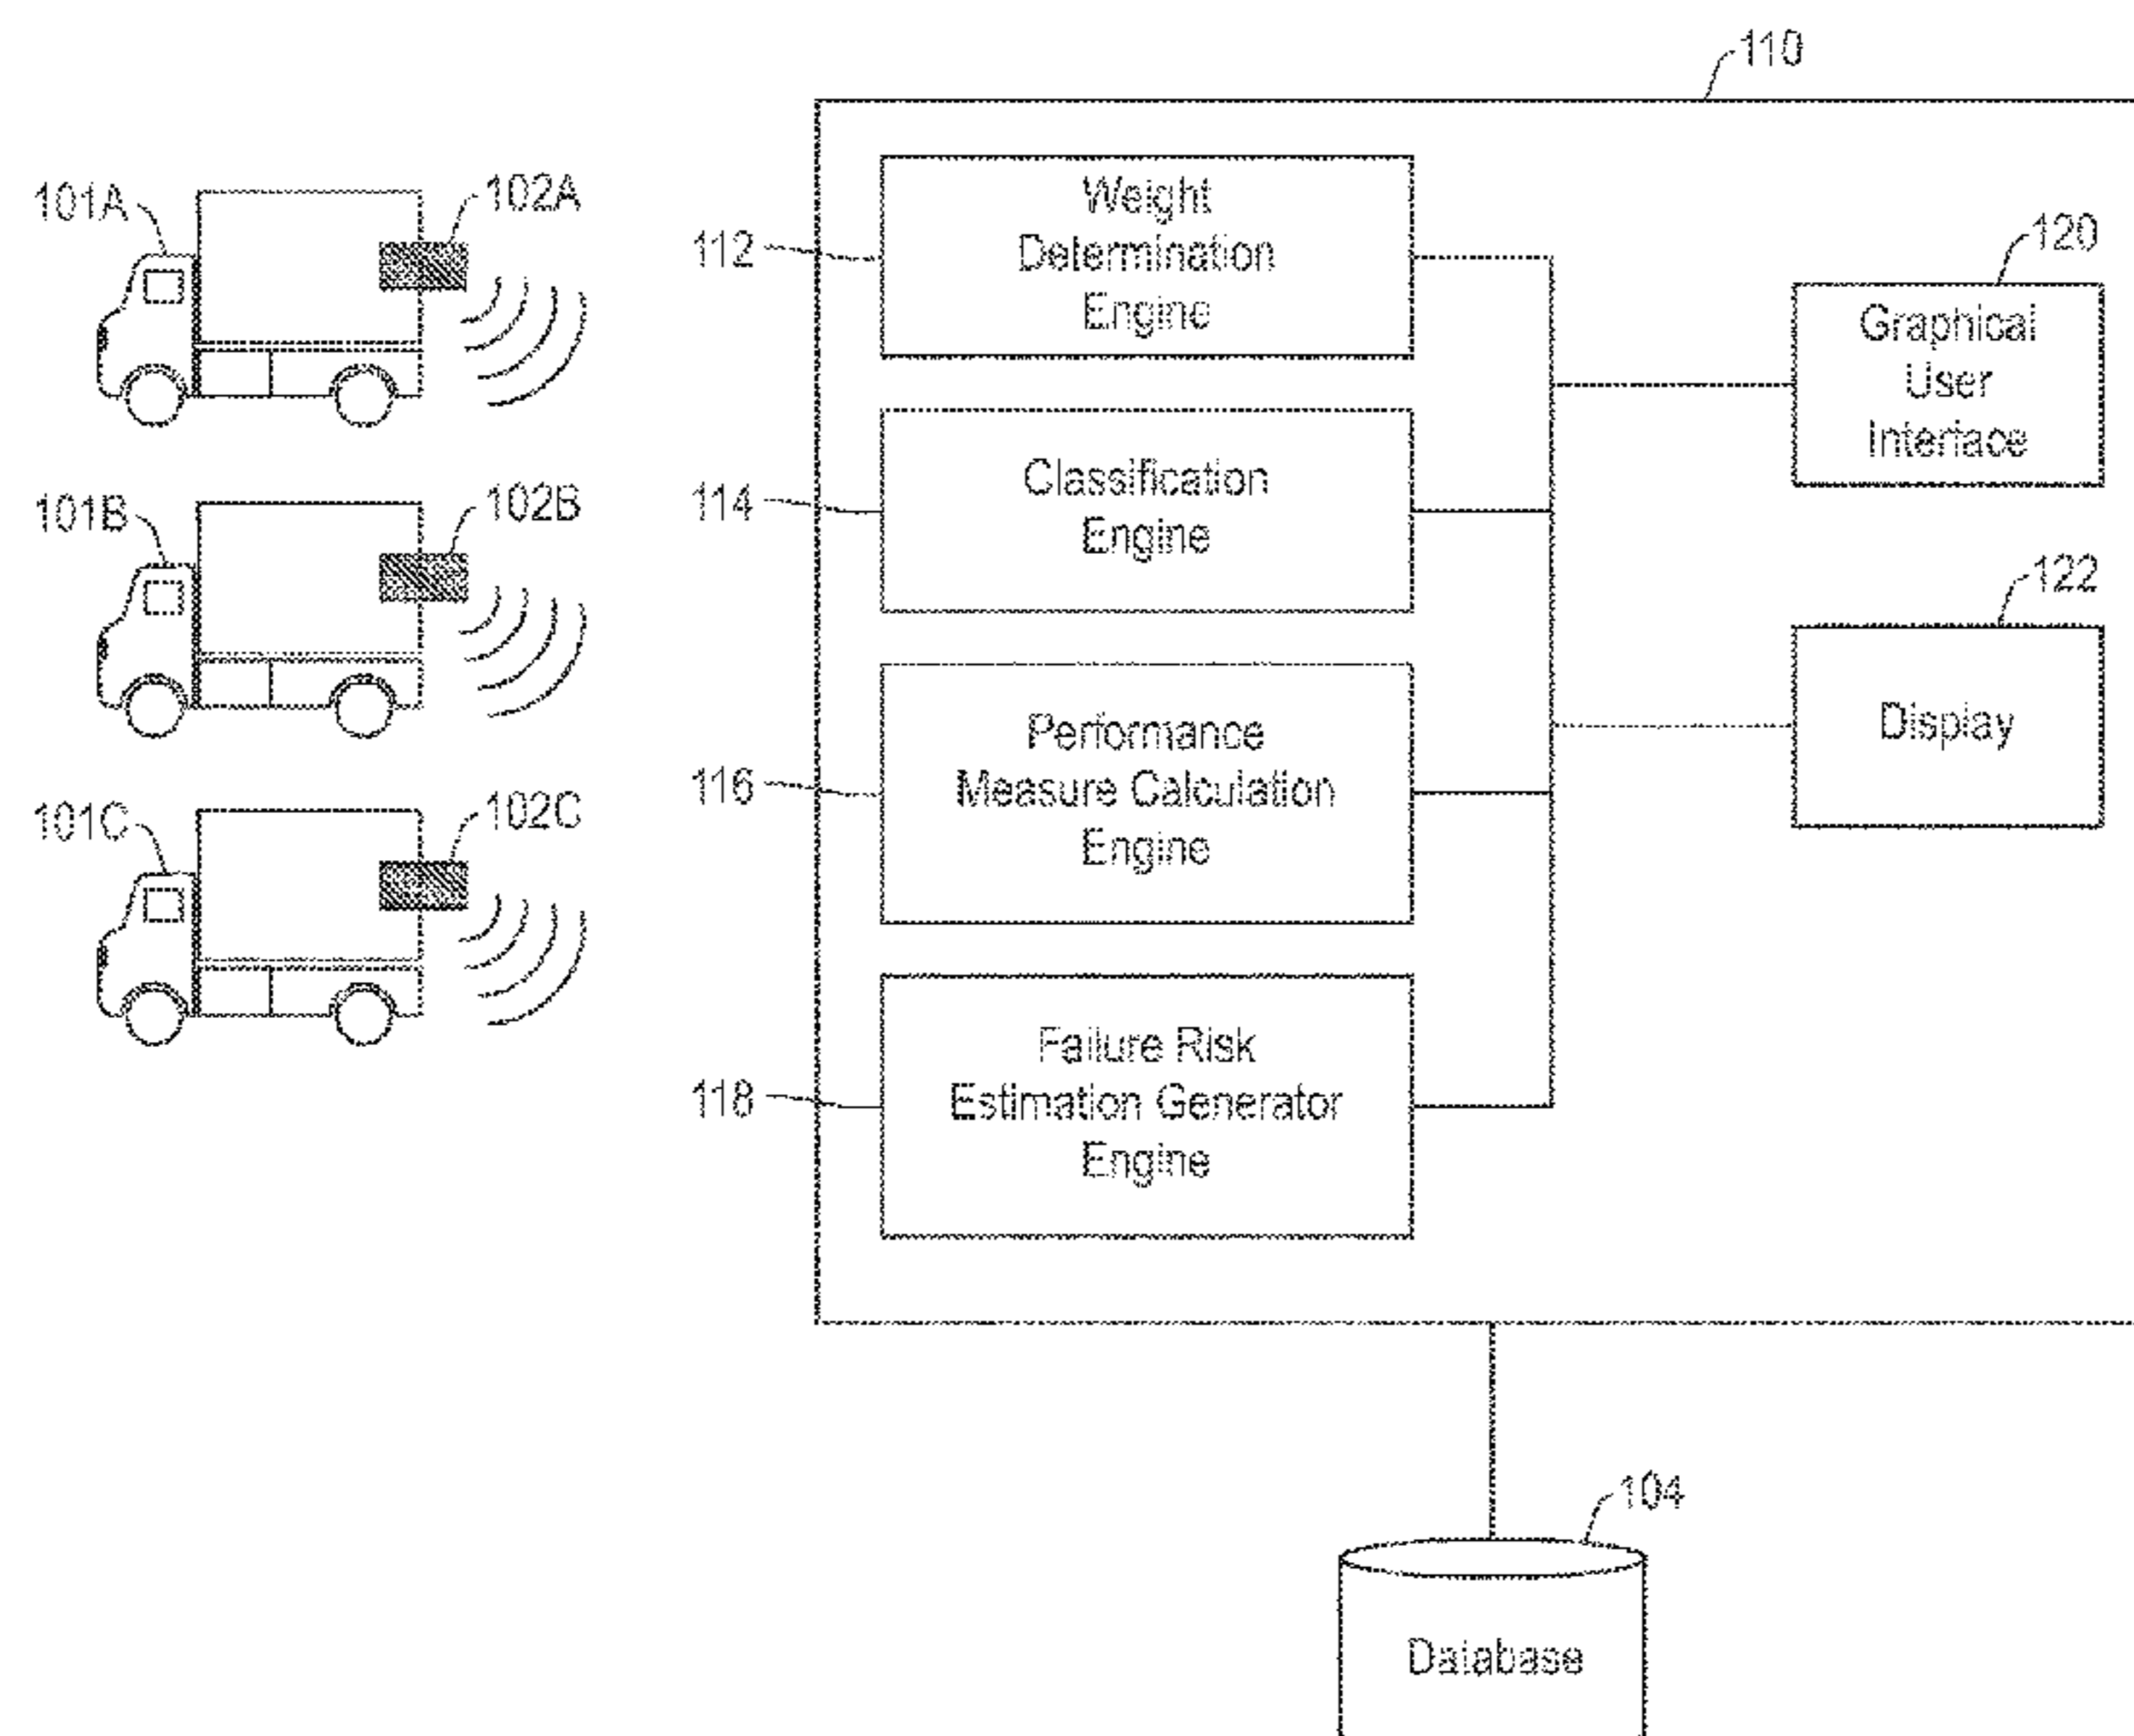 110
101A
102A
112
Weight
Determination
Engine
120
Graphical
User
Interface
101B
102B
114
Classification
Engine
122
Display
101C
102C
116
Performance
Measure Calculation
Engine
118
Failure Risk
Estimation Generator
Engine
104
Database